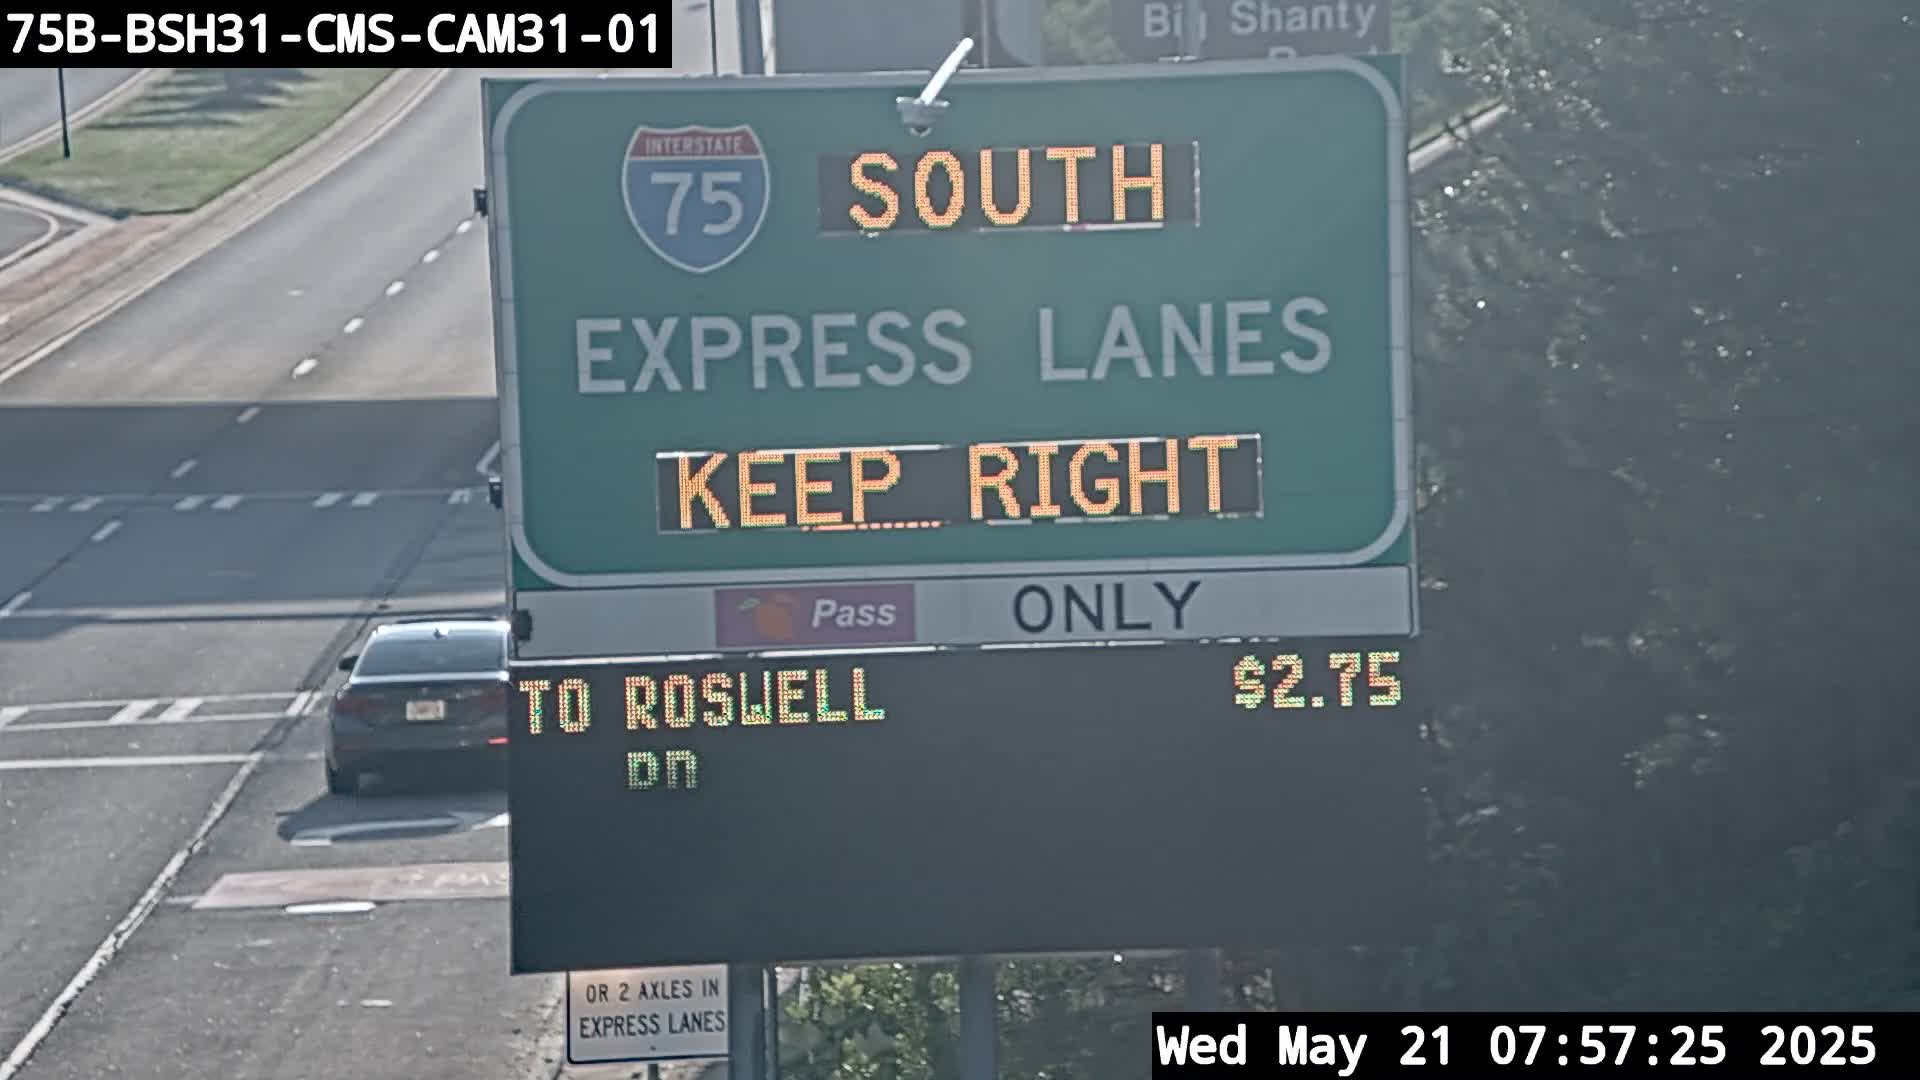 75B-BSH31-CMS-CAM31-01
Big Shanty
INTERSTATE
75
SOUTH
EXPRESS LANES
KEEP RIGHT
Pass
ONLY
TO ROSWELL $2.75
OR 2 AXLES IN
EXPRESS LANES
Wed May 21 07:57:25 2025